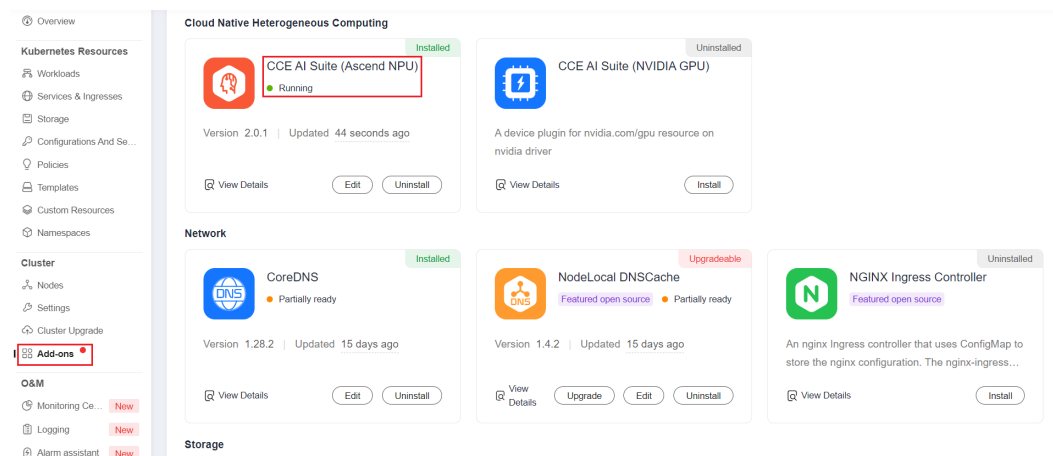 Overview
Kubernetes Resources
Workloads
Services & Ingresses
Storage
Configurations And Se...
Policies
Templates
Custom Resources
Namespaces
Cluster
Nodes
Settings
Cluster Upgrade
Add-ons
O&M
Monitoring Ce... New
Logging New
Alarm assistant New
Cloud Native Heterogeneous Computing
Installed
CCE AI Suite (Ascend NPU)
Running
Version 2.0.1 | Updated 44 seconds ago
View Details Edit Uninstall
Uninstalled
CCE AI Suite (NVIDIA GPU)
A device plugin for nvidia.com/gpu resource on
nvidia driver
View Details Install
Network
Installed
DNS
CoreDNS
Partially ready
Version 1.28.2 | Updated 15 days ago
View Details Edit Uninstall
Upgradeable
DNS
NodeLocal DNSCache
Featured open source Partially ready
Version 1.4.2 | Updated 15 days ago
View
Details Upgrade Edit Uninstall
Uninstalled
N
NGINX Ingress Controller
Featured open source
An nginx Ingress controller that uses ConfigMap to
store the nginx configuration. The nginx-ingress...
View Details Install
Storage